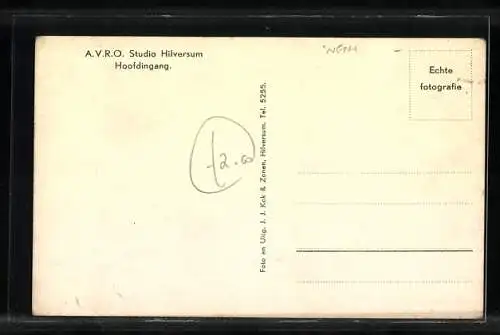 A.V.R.O. Studio Hilversum
Hoofdingang.
Echte
fotografie
Foto en Uitg. J. J. Kok & Zonen, Hilversum. Tel. 5255.